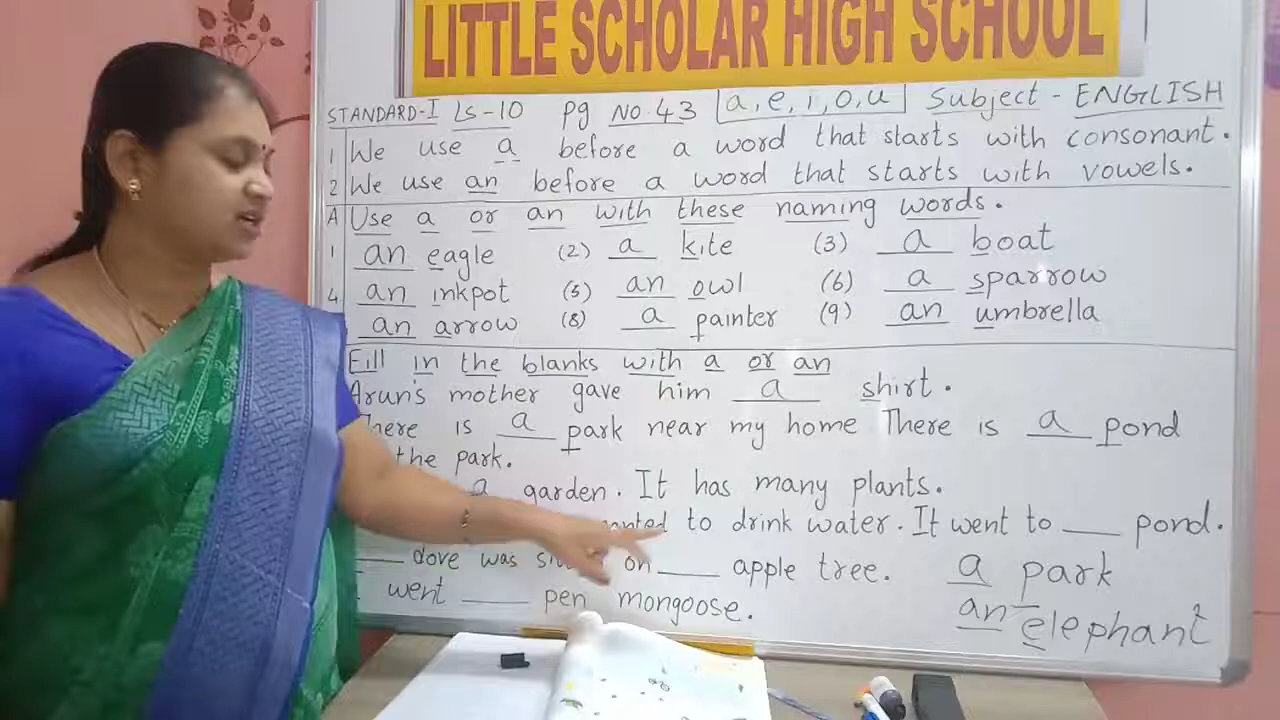 LITTLE SCHOLAR HIGH SCHOOL
STANDARD-I Ls-10 pg No. 43 a, e, i, o, u Subject - ENGLISH
1 We use a before a word that starts with consonant.
2 We use an before a word that starts with vowels.
A Use a or an with these naming words.
1 an eagle (2) a kite (3) a boat
4 an inkpot (5) an owl (6) a sparrow
an arrow (8) a painter (9) an umbrella
Fill in the blanks with a or an
Arun's mother gave him a shirt.
There is a park near my home There is a pond
the park.
a garden. It has many plants.
to drink water. It went to ___ pond.
___ dove was on ___ apple tree. a park
went ___ pen mongoose. an elephant